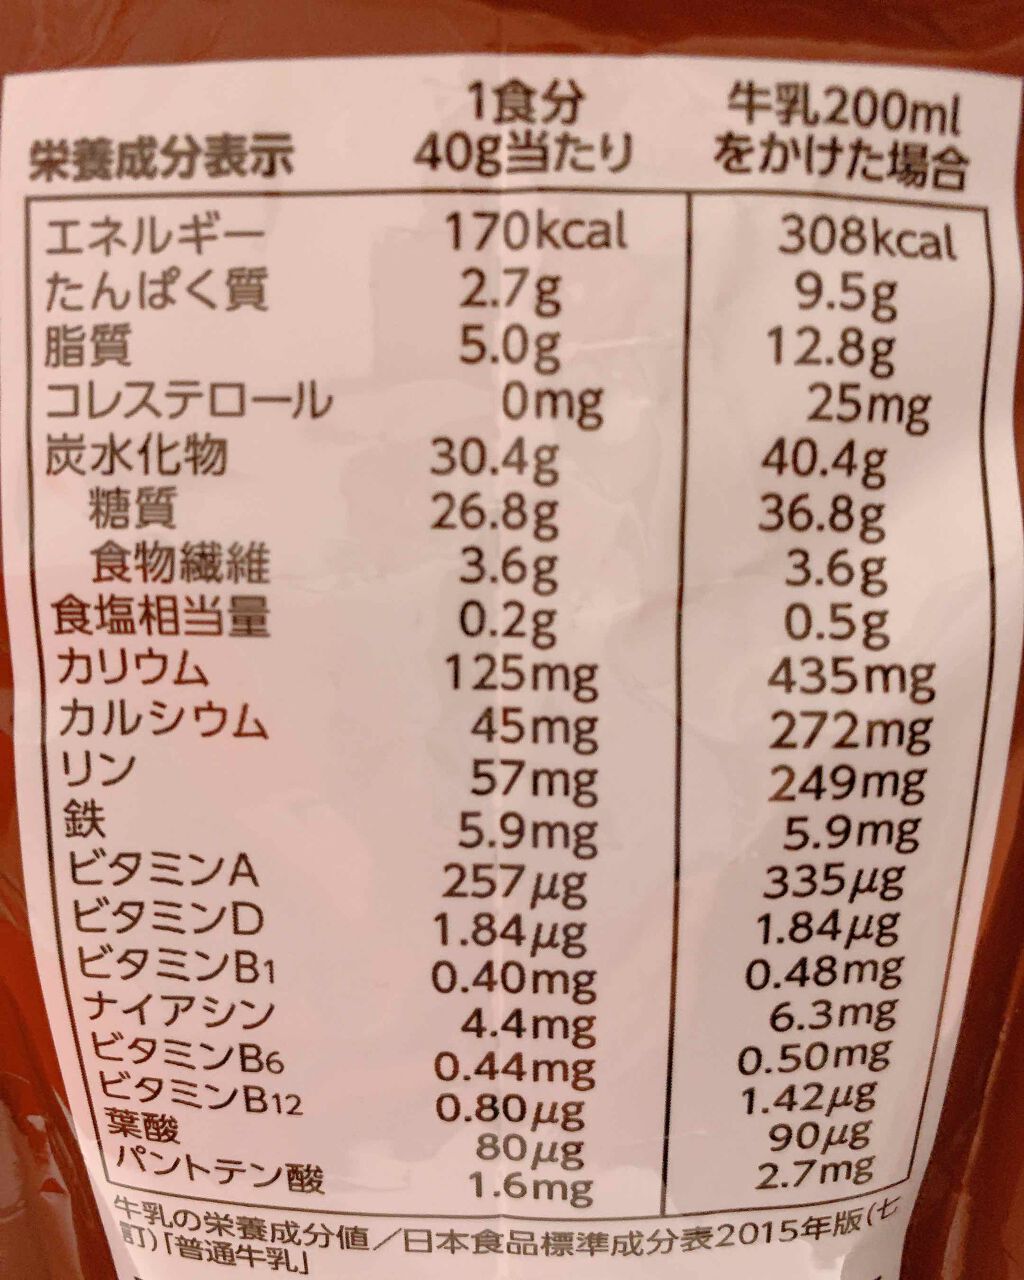 栄養成分表示 1食分 40g当たり 牛乳200ml をかけた場合
エネルギー 170kcal 308kcal
たんぱく質 2.7g 9.5g
脂質 5.0g 12.8g
コレステロール 0mg 25mg
炭水化物 30.4g 40.4g
糖質 26.8g 36.8g
食物繊維 3.6g 3.6g
食塩相当量 0.2g 0.5g
カリウム 125mg 435mg
カルシウム 45mg 272mg
リン 57mg 249mg
鉄 5.9mg 5.9mg
ビタミンA 257μg 335μg
ビタミンD 1.84μg 1.84μg
ビタミンB1 0.40mg 0.48mg
ナイアシン 4.4mg 6.3mg
ビタミンB6 0.44mg 0.50mg
ビタミンB12 0.80μg 1.42μg
葉酸 80μg 90μg
パントテン酸 1.6mg 2.7mg
牛乳の栄養成分値/日本食品標準成分表2015年版(七
訂)「普通牛乳」